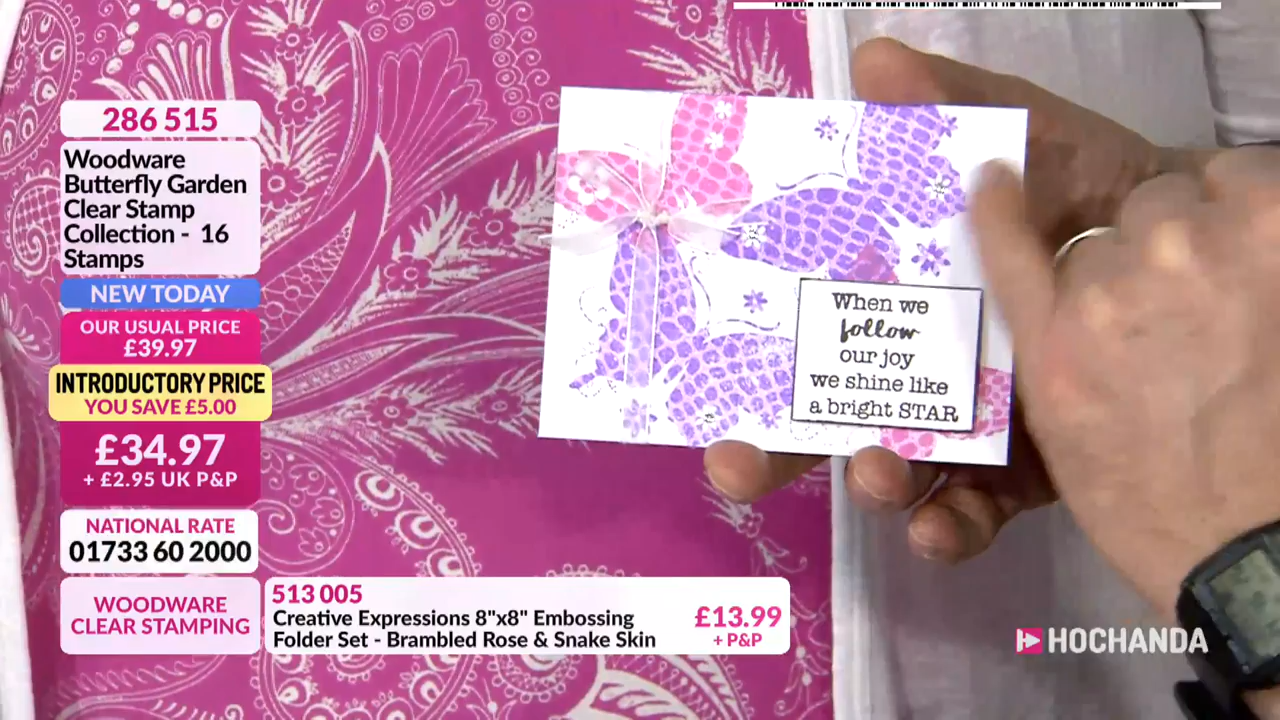 286 515
Woodware
Butterfly Garden
Clear Stamp
Collection - 16
Stamps
NEW TODAY
OUR USUAL PRICE
£39.97
INTRODUCTORY PRICE
YOU SAVE £5.00
£34.97
+ £2.95 UK P&P
NATIONAL RATE
01733 60 2000
WOODWARE
CLEAR STAMPING
513 005
Creative Expressions 8"x8" Embossing
Folder Set - Brambled Rose & Snake Skin
£13.99
+ P&P
When we
follow
our joy
we shine like
a bright STAR
HOCHANDA